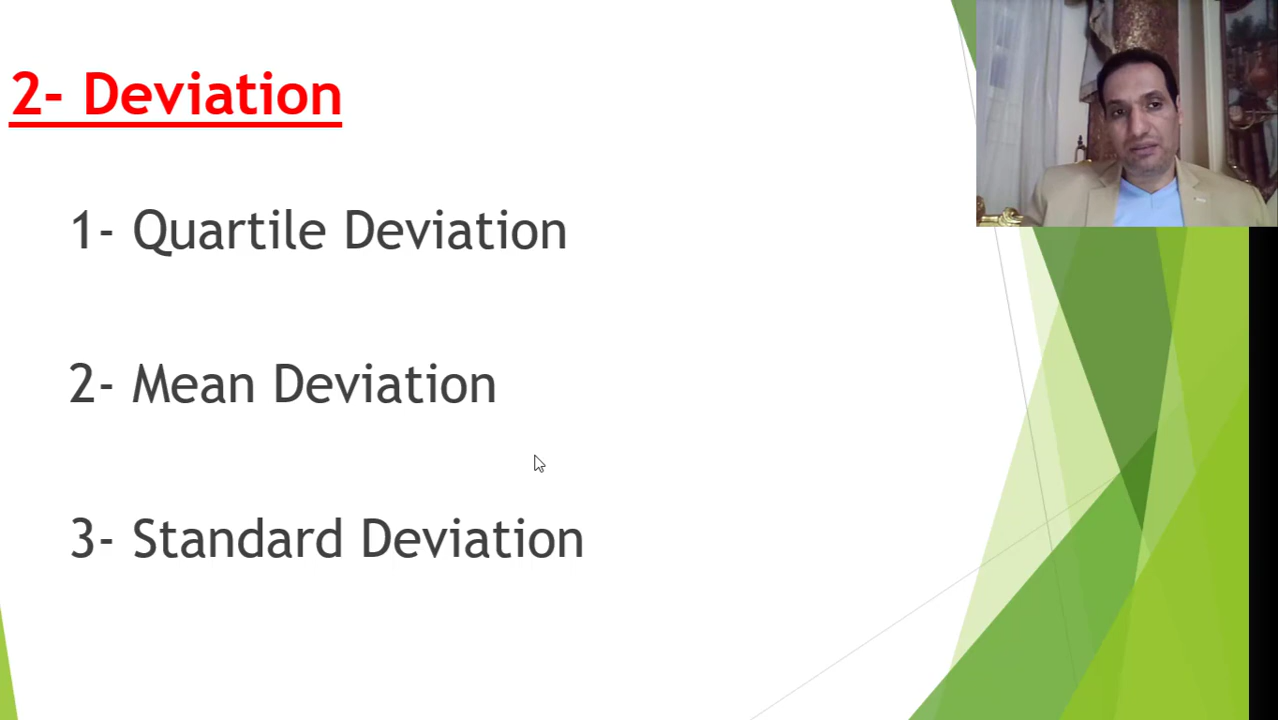 2- Deviation
1- Quartile Deviation
2- Mean Deviation
3- Standard Deviation